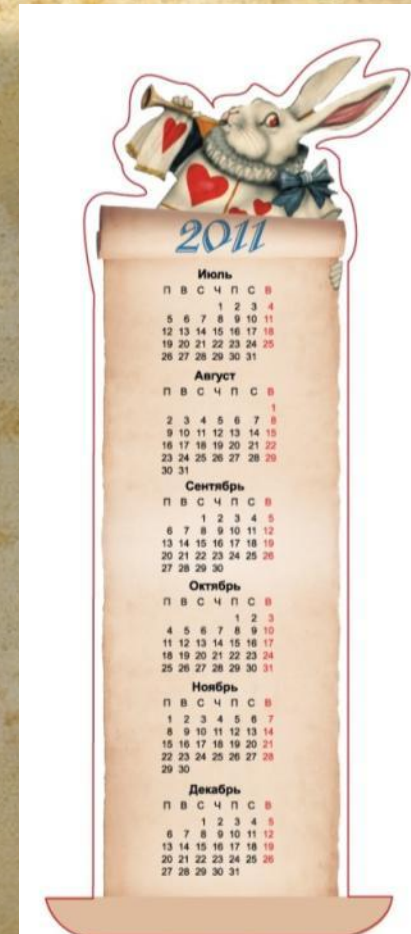 2011
Июль
П В С Ч П С В
1 2 3 4
5 6 7 8 9 10 11
12 13 14 15 16 17 18
19 20 21 22 23 24 25
26 27 28 29 30 31
Август
П В С Ч П С В
1
2 3 4 5 6 7 8
9 10 11 12 13 14 15
16 17 18 19 20 21 22
23 24 25 26 27 28 29
30 31
Сентябрь
П В С Ч П С В
1 2 3 4 5
6 7 8 9 10 11 12
13 14 15 16 17 18 19
20 21 22 23 24 25 26
27 28 29 30
Октябрь
П В С Ч П С В
1 2 3
4 5 6 7 8 9 10
11 12 13 14 15 16 17
18 19 20 21 22 23 24
25 26 27 28 29 30 31
Ноябрь
П В С Ч П С В
1 2 3 4 5 6 7
8 9 10 11 12 13 14
15 16 17 18 19 20 21
22 23 24 25 26 27 28
29 30
Декабрь
П В С Ч П С В
1 2 3 4 5
6 7 8 9 10 11 12
13 14 15 16 17 18 19
20 21 22 23 24 25 26
27 28 29 30 31